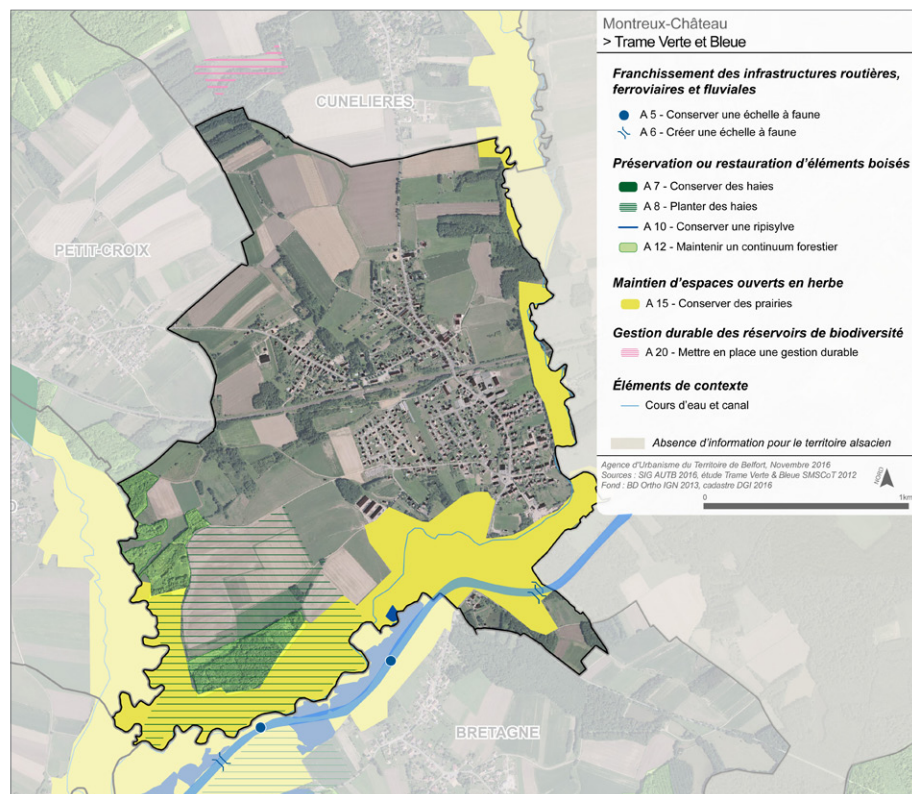 Montreux-Château
> Trame Verte et Bleue
Franchissement des infrastructures routières,
ferroviaires et fluviales
A 5 - Conserver une échelle à faune
A 6 - Créer une échelle à faune
Préservation ou restauration d'éléments boisés
A 7 - Conserver des haies
A 8 - Planter des haies
A 10 - Conserver une ripisylve
A 12 - Maintenir un continuum forestier
Maintien d'espaces ouverts en herbe
A 15 - Conserver des prairies
Gestion durable des réservoirs de biodiversité
A 20 - Mettre en place une gestion durable
Éléments de contexte
Cours d'eau et canal
Absence d'information pour le territoire alsacien
Agence d'Urbanisme du Territoire de Belfort, Novembre 2016
Sources : SIG AUTB 2016, étude Trame Verte & Bleue SMSCoT 2012
Fond : BD Ortho IGN 2013, cadastre DGI 2016
NORD
0 1km
CUNELIERES
PETIT-CROIX
BRETAGNE